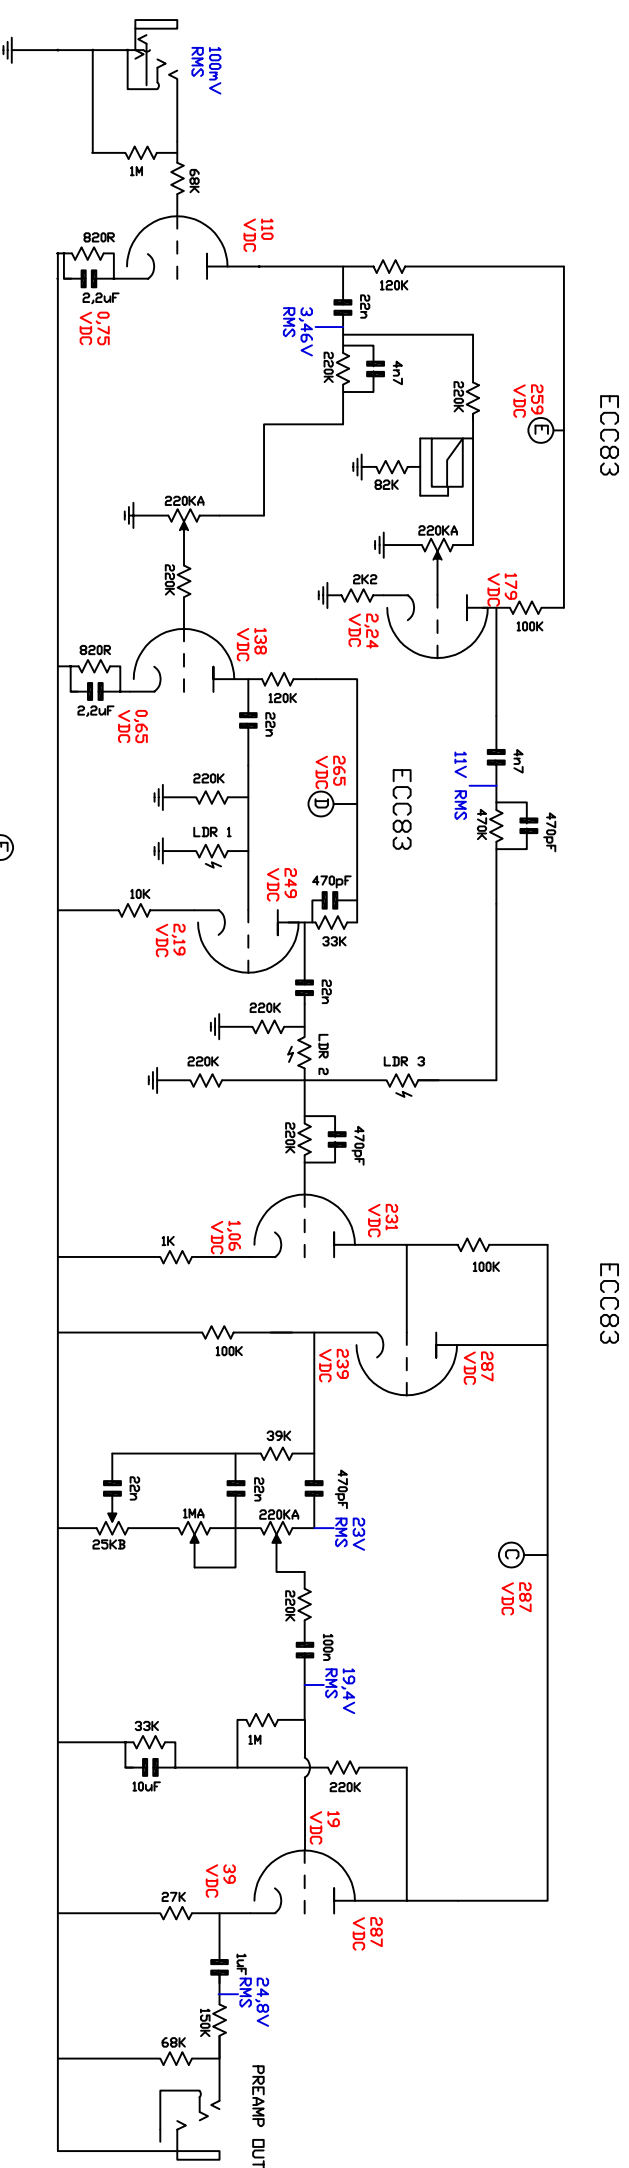 100mV
RMS
1M
68K
110
VDC
820R
2,2uF
0,75
VDC
120K
22n
3,46V
RMS
4n7
220K
220K
259
VDC
E
ECC83
82K
220KA
220KA
220K
2K2
2,24
VDC
179
VDC
100K
138
VDC
820R
2,2uF
0,65
VDC
120K
22n
265
VDC
D
ECC83
4n7
11V RMS
470K
470pF
220K
LDR 1
10K
2,19
VDC
249
VDC
470pF
33K
22n
220K
LDR 2
220K
LDR 3
470pF
220K
1K
1,06
VDC
231
VDC
100K
ECC83
100K
239
VDC
287
VDC
39K
22n
22n
470pF
25KB
1MA
220KA
23V
RMS
220K
100n
C
287
VDC
19,4V
RMS
33K
10uF
1M
220K
19
VDC
39
VDC
287
VDC
27K
1uF
24,8V
RMS
150K
68K
PREAMP OUT